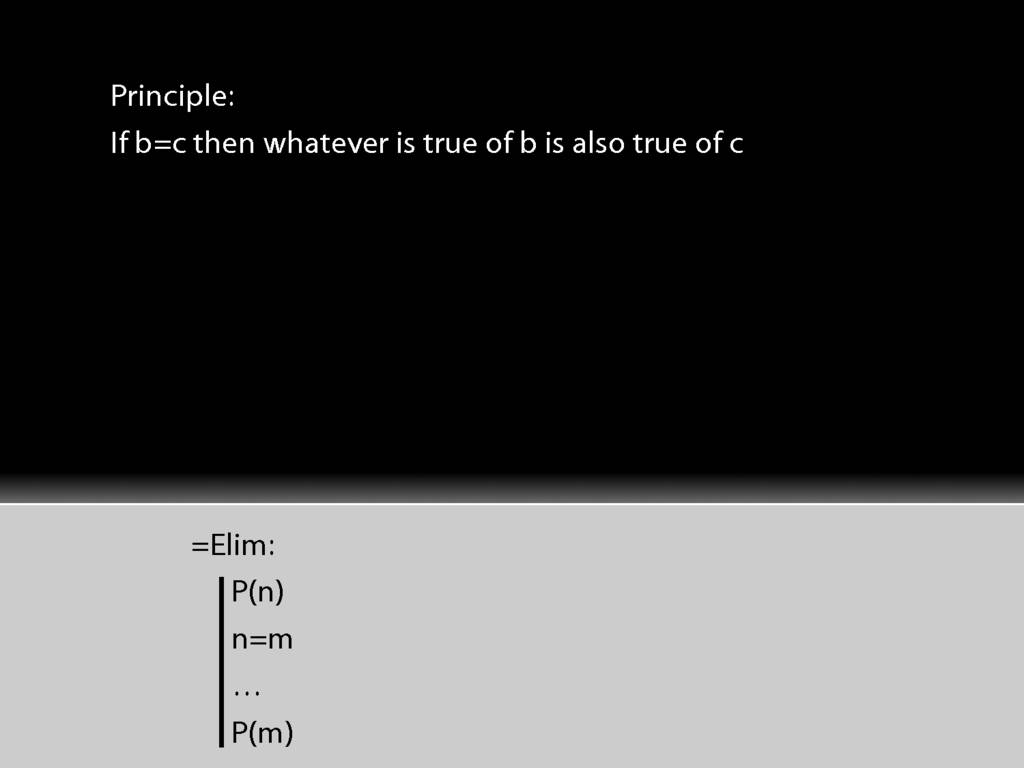 Principle:
If b=c then whatever is true of b is also true of c
=Elim:
P(n)
n=m
…
P(m)